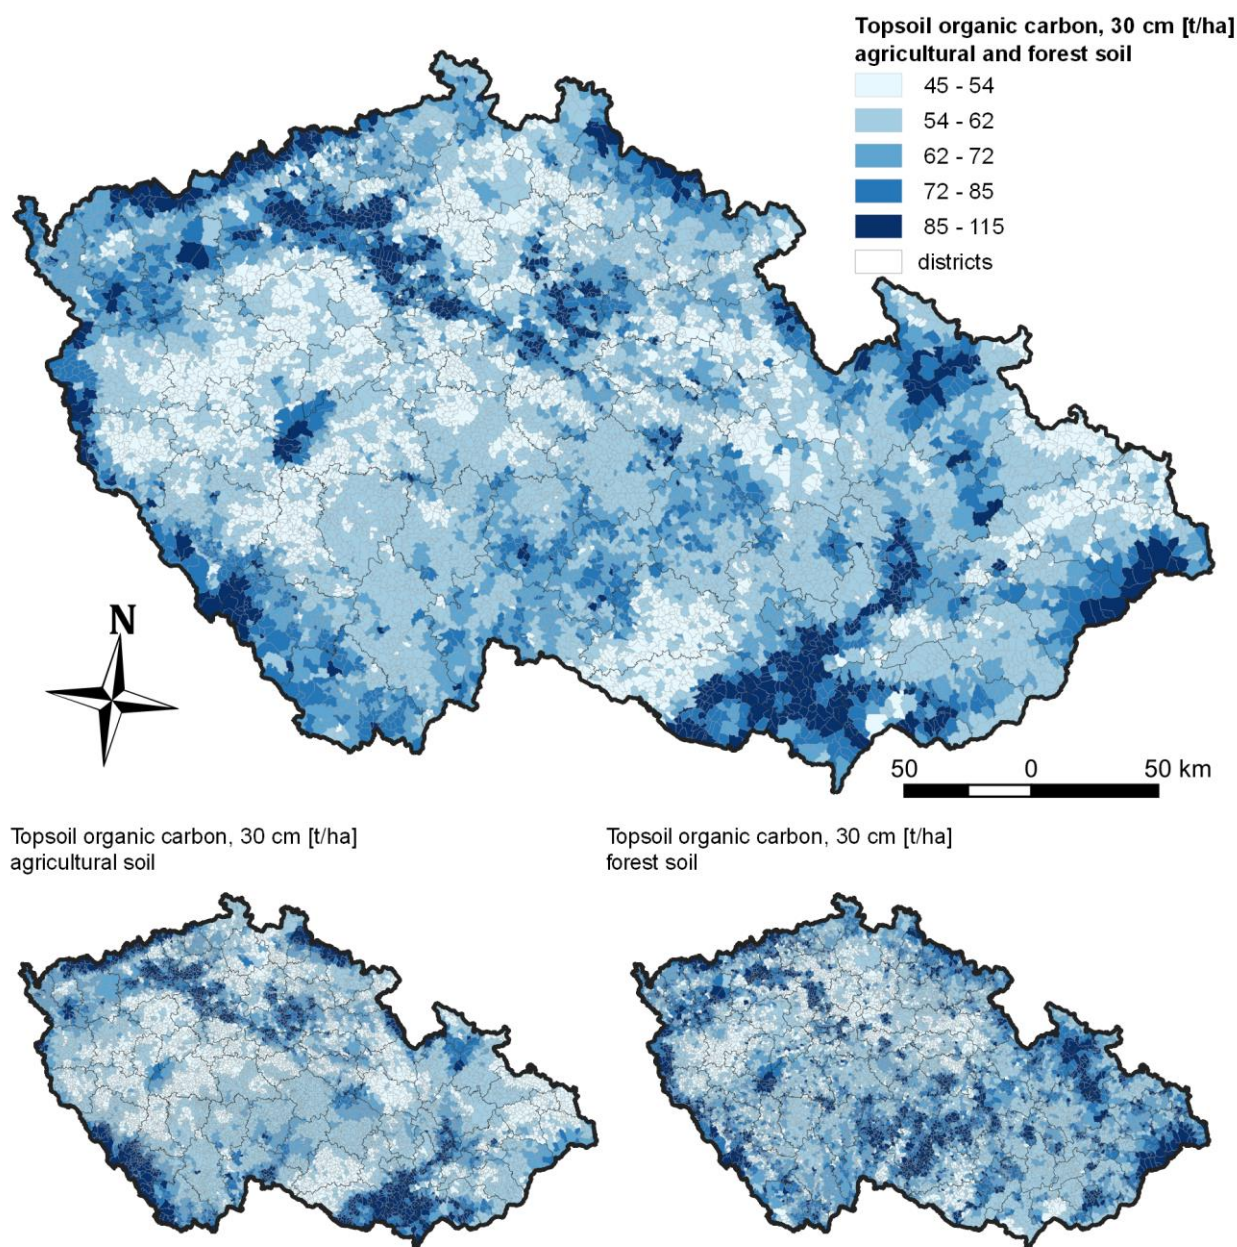 Topsoil organic carbon, 30 cm [t/ha]
agricultural and forest soil
45 - 54
54 - 62
62 - 72
72 - 85
85 - 115
districts
N
50 0 50 km
Topsoil organic carbon, 30 cm [t/ha]
agricultural soil
Topsoil organic carbon, 30 cm [t/ha]
forest soil